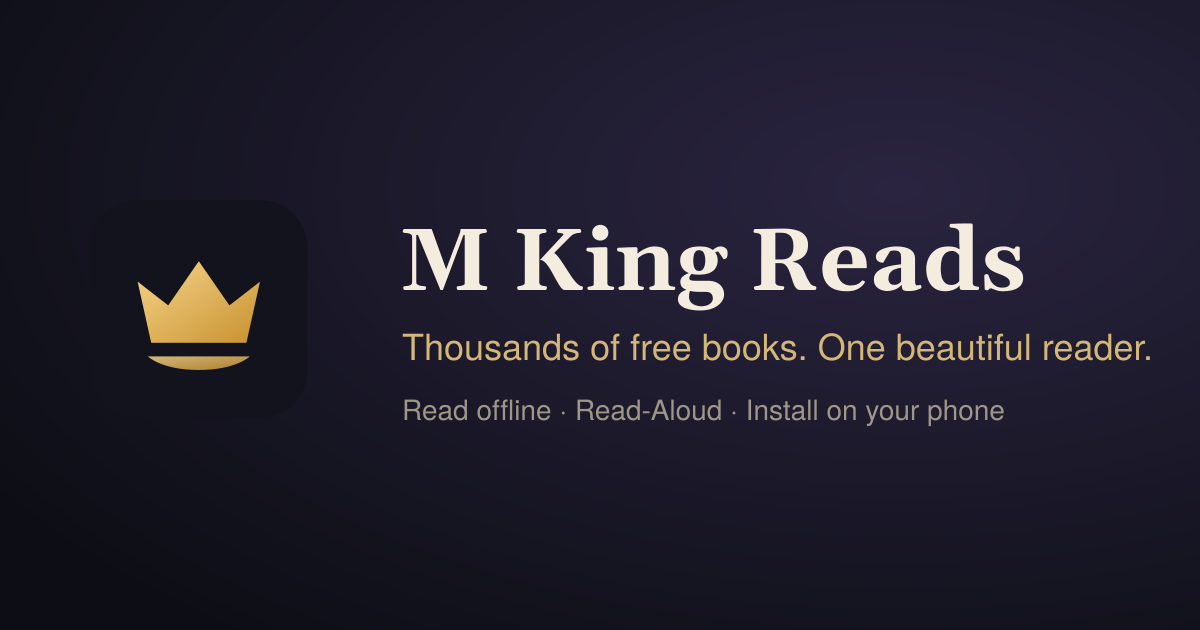 M King Reads
Thousands of free books. One beautiful reader.
Read offline · Read-Aloud · Install on your phone